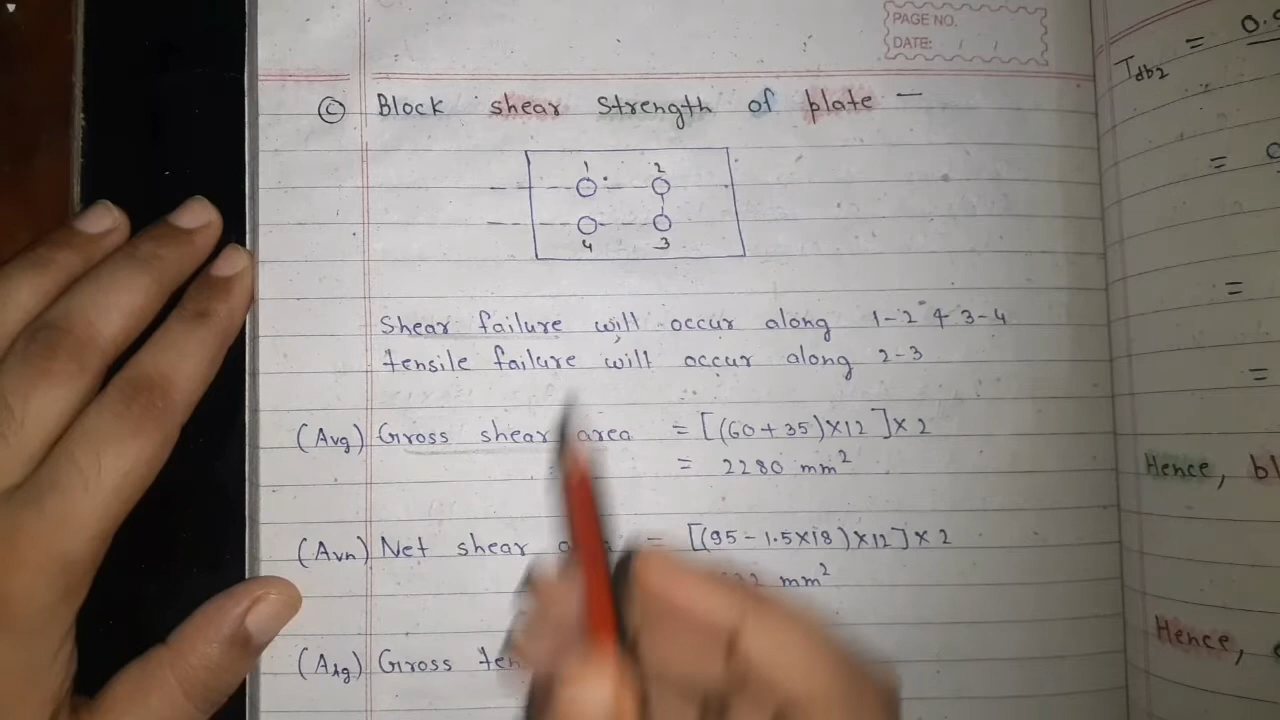 PAGE NO.
DATE: / /
Ⓒ Block shear strength of plate —
1 2
4 3
Shear failure will occur along 1-2 & 3-4
tensile failure will occur along 2-3
(Avg) Gross shear area = [(60+35)×12]×2
= 2280 mm²
(Avn) Net shear = [(95-1.5×18)×12]×2
mm²
(Atg) Gross
Tdb2 = 0.9
=
=
=
Hence, bl
Hence,